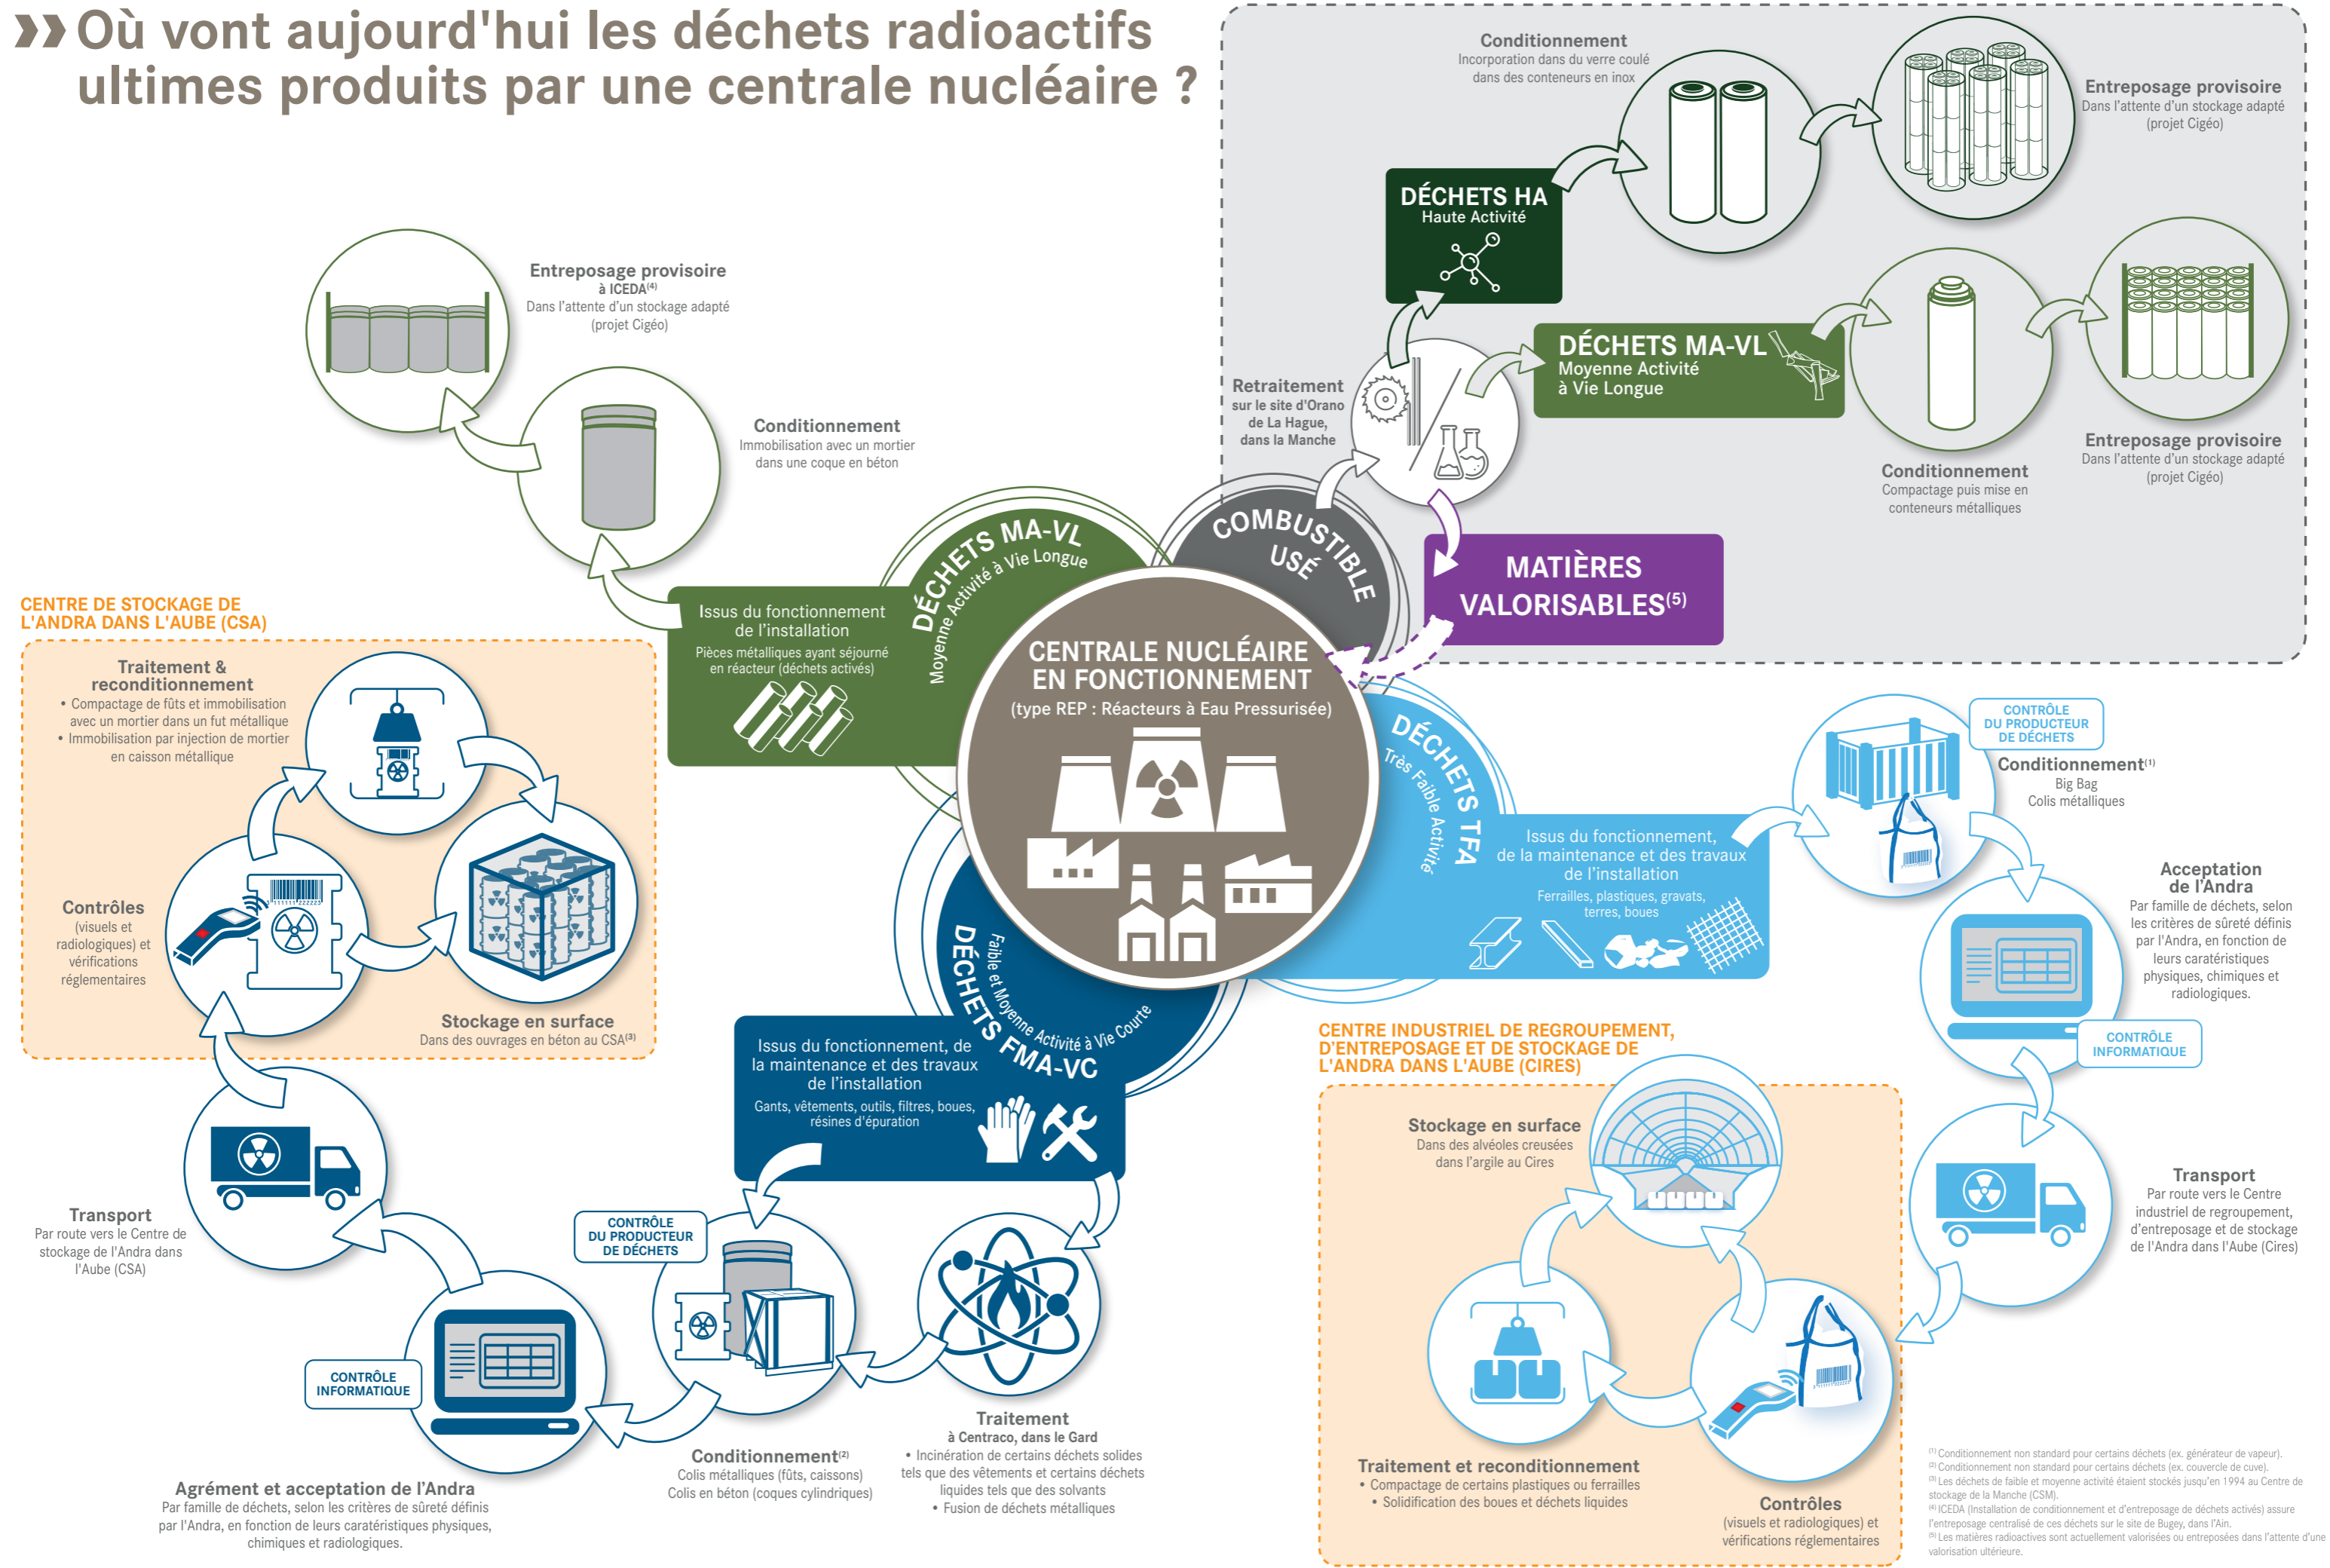 Où vont aujourd'hui les déchets radioactifs
ultimes produits par une centrale nucléaire ?
Conditionnement
Incorporation dans du verre coulé
dans des conteneurs en inox
Entreposage provisoire
Dans l'attente d'un stockage adapté
(projet Cigéo)
DÉCHETS HA
Haute Activité
DÉCHETS MA-VL
Moyenne Activité
à Vie Longue
Retraitement
sur le site d'Orano
de La Hague,
dans la Manche
Conditionnement
Compactage puis mise en
conteneurs métalliques
Entreposage provisoire
Dans l'attente d'un stockage adapté
(projet Cigéo)
COMBUSTIBLE
USÉ
MATIÈRES
VALORISABLES(5)
Entreposage provisoire
à ICEDA(4)
Dans l'attente d'un stockage adapté
(projet Cigéo)
Conditionnement
Immobilisation avec un mortier
dans une coque en béton
DÉCHETS MA-VL
Moyenne Activité à Vie Longue
Issus du fonctionnement
de l'installation
Pièces métalliques ayant séjourné
en réacteur (déchets activés)
CENTRALE NUCLÉAIRE
EN FONCTIONNEMENT
(type REP : Réacteurs à Eau Pressurisée)
CENTRE DE STOCKAGE DE
L'ANDRA DANS L'AUBE (CSA)
Traitement &
reconditionnement
• Compactage de fûts et immobilisation
avec un mortier dans un fut métallique
• Immobilisation par injection de mortier
en caisson métallique
Contrôles
(visuels et
radiologiques) et
vérifications
réglementaires
111111 222223
Stockage en surface
Dans des ouvrages en béton au CSA(3)
Transport
Par route vers le Centre de
stockage de l'Andra dans
l'Aube (CSA)
DÉCHETS FMA-VC
Faible et Moyenne Activité à Vie Courte
Issus du fonctionnement, de
la maintenance et des travaux
de l'installation
Gants, vêtements, outils, filtres, boues,
résines d'épuration
CONTRÔLE
DU PRODUCTEUR
DE DÉCHETS
CONTRÔLE
INFORMATIQUE
Agrément et acceptation de l'Andra
Par famille de déchets, selon les critères de sûreté définis
par l'Andra, en fonction de leurs caratéristiques physiques,
chimiques et radiologiques.
Conditionnement(2)
Colis métalliques (fûts, caissons)
Colis en béton (coques cylindriques)
Traitement
à Centraco, dans le Gard
• Incinération de certains déchets solides
tels que des vêtements et certains déchets
liquides tels que des solvants
• Fusion de déchets métalliques
DÉCHETS TFA
Très Faible Activité
Issus du fonctionnement,
de la maintenance et des travaux
de l'installation
Ferrailles, plastiques, gravats,
terres, boues
CONTRÔLE
DU PRODUCTEUR
DE DÉCHETS
Conditionnement(1)
Big Bag
Colis métalliques
Acceptation
de l'Andra
Par famille de déchets, selon
les critères de sûreté définis
par l'Andra, en fonction de
leurs caratéristiques
physiques, chimiques et
radiologiques.
CONTRÔLE
INFORMATIQUE
Transport
Par route vers le Centre
industriel de regroupement,
d'entreposage et de stockage
de l'Andra dans l'Aube (Cires)
CENTRE INDUSTRIEL DE REGROUPEMENT,
D'ENTREPOSAGE ET DE STOCKAGE DE
L'ANDRA DANS L'AUBE (CIRES)
Stockage en surface
Dans des alvéoles creusées
dans l'argile au Cires
Traitement et reconditionnement
• Compactage de certains plastiques ou ferrailles
• Solidification des boues et déchets liquides
Contrôles
(visuels et radiologiques) et
vérifications réglementaires
(1) Conditionnement non standard pour certains déchets (ex. générateur de vapeur).
(2) Conditionnement non standard pour certains déchets (ex. couvercle de cuve).
(3) Les déchets de faible et moyenne activité étaient stockés jusqu'en 1994 au Centre de
stockage de la Manche (CSM).
(4) ICEDA (Installation de conditionnement et d'entreposage de déchets activés) assure
l'entreposage centralisé de ces déchets sur le site de Bugey, dans l'Ain.
(5) Les matières radioactives sont actuellement valorisées ou entreposées dans l'attente d'une
valorisation ultérieure.